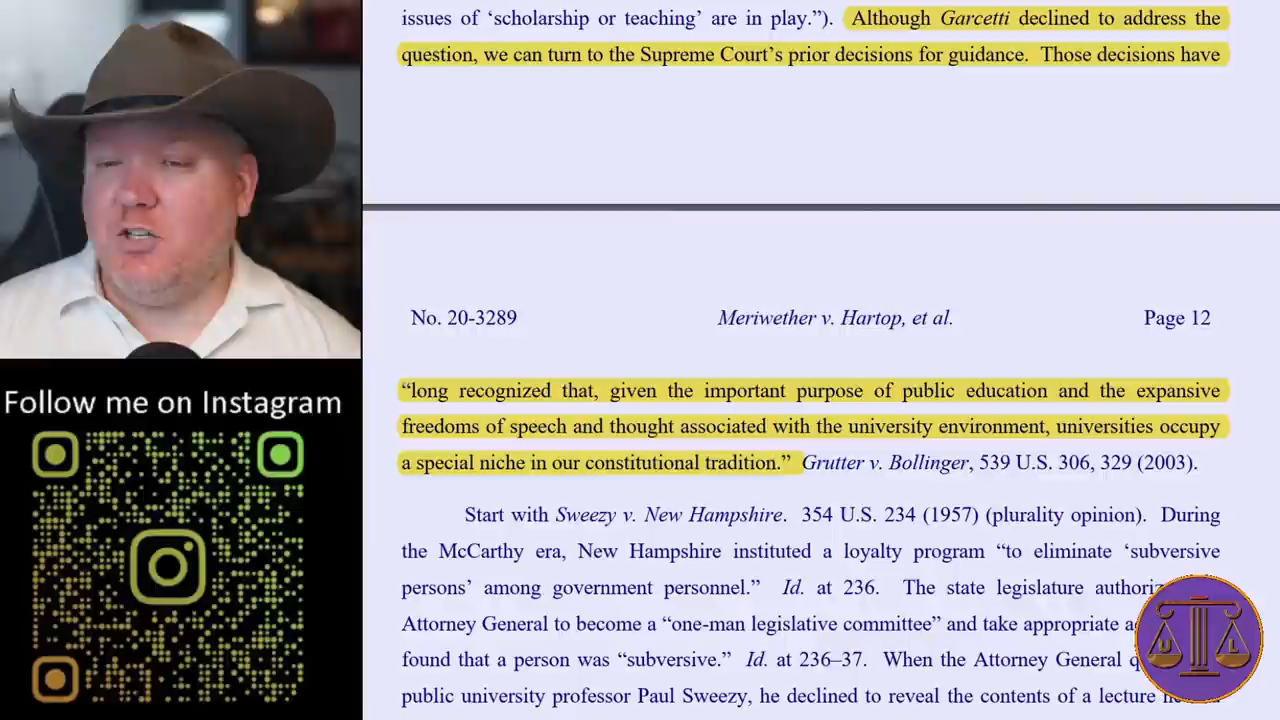 issues of ‘scholarship or teaching’ are in play.”). Although Garcetti declined to address the
question, we can turn to the Supreme Court’s prior decisions for guidance. Those decisions have
No. 20-3289
Meriwether v. Hartop, et al.
Page 12
“long recognized that, given the important purpose of public education and the expansive
freedoms of speech and thought associated with the university environment, universities occupy
a special niche in our constitutional tradition.” Grutter v. Bollinger, 539 U.S. 306, 329 (2003).
Start with Sweezy v. New Hampshire. 354 U.S. 234 (1957) (plurality opinion). During
the McCarthy era, New Hampshire instituted a loyalty program “to eliminate ‘subversive
persons’ among government personnel.” Id. at 236. The state legislature
Attorney General to become a “one-man legislative committee” and take appropriate
found that a person was “subversive.” Id. at 236–37. When the Attorney General
public university professor Paul Sweezy, he declined to reveal the contents of a lecture
Follow me on Instagram
U L